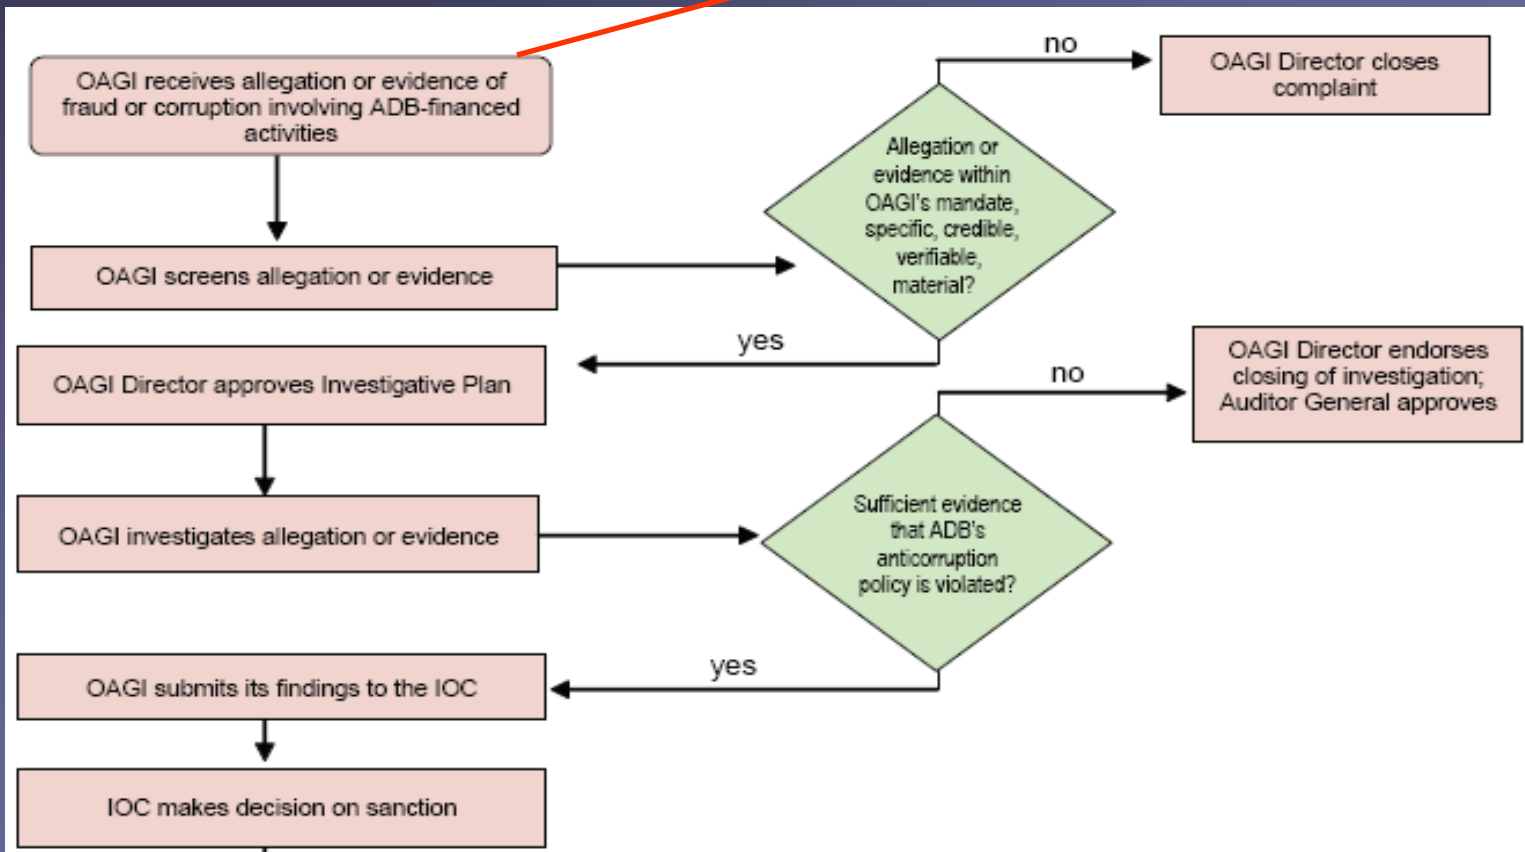 OAGI receives allegation or evidence of
fraud or corruption involving ADB-financed
activities
OAGI screens allegation or evidence
Allegation or
evidence within
OAGI's mandate,
specific, credible,
verifiable,
material?
no
OAGI Director closes
complaint
yes
OAGI Director approves Investigative Plan
OAGI investigates allegation or evidence
Sufficient evidence
that ADB's
anticorruption
policy is violated?
no
OAGI Director endorses
closing of investigation;
Auditor General approves
yes
OAGI submits its findings to the IOC
IOC makes decision on sanction